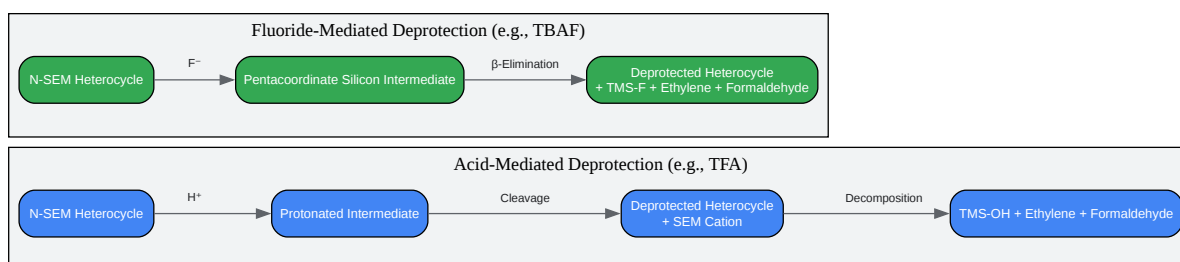 Fluoride-Mediated Deprotection (e.g., TBAF)
N-SEM Heterocycle
F⁻
Pentacoordinate Silicon Intermediate
β-Elimination
Deprotected Heterocycle
+ TMS-F + Ethylene + Formaldehyde
Acid-Mediated Deprotection (e.g., TFA)
N-SEM Heterocycle
H⁺
Protonated Intermediate
Cleavage
Deprotected Heterocycle
+ SEM Cation
Decomposition
TMS-OH + Ethylene + Formaldehyde